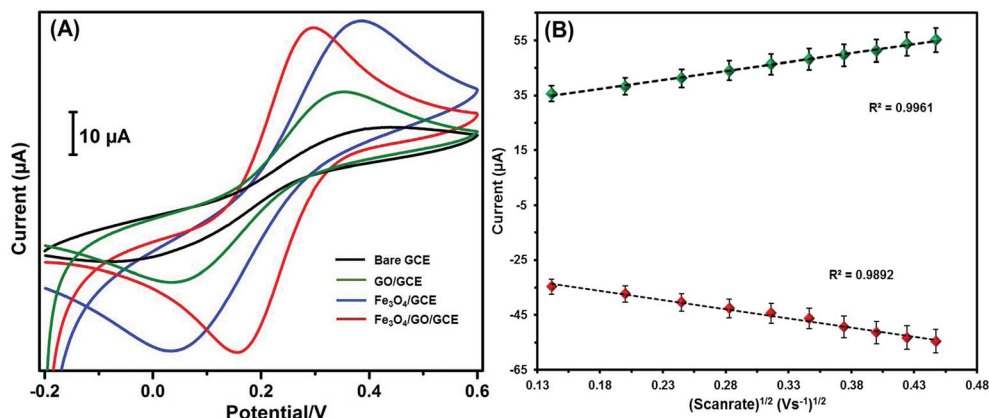 (A)
10 µA
Current (µA)
Bare GCE
GO/GCE
Fe₃O₄/GCE
Fe₃O₄/GO/GCE
-0.2 0.0 0.2 0.4 0.6
Potential/V
(B)
55
35
15
-5
-25
-45
-65
Current (µA)
R² = 0.9961
R² = 0.9892
0.13 0.18 0.23 0.28 0.33 0.38 0.43 0.48
(Scanrate)¹/² (Vs⁻¹)¹/²